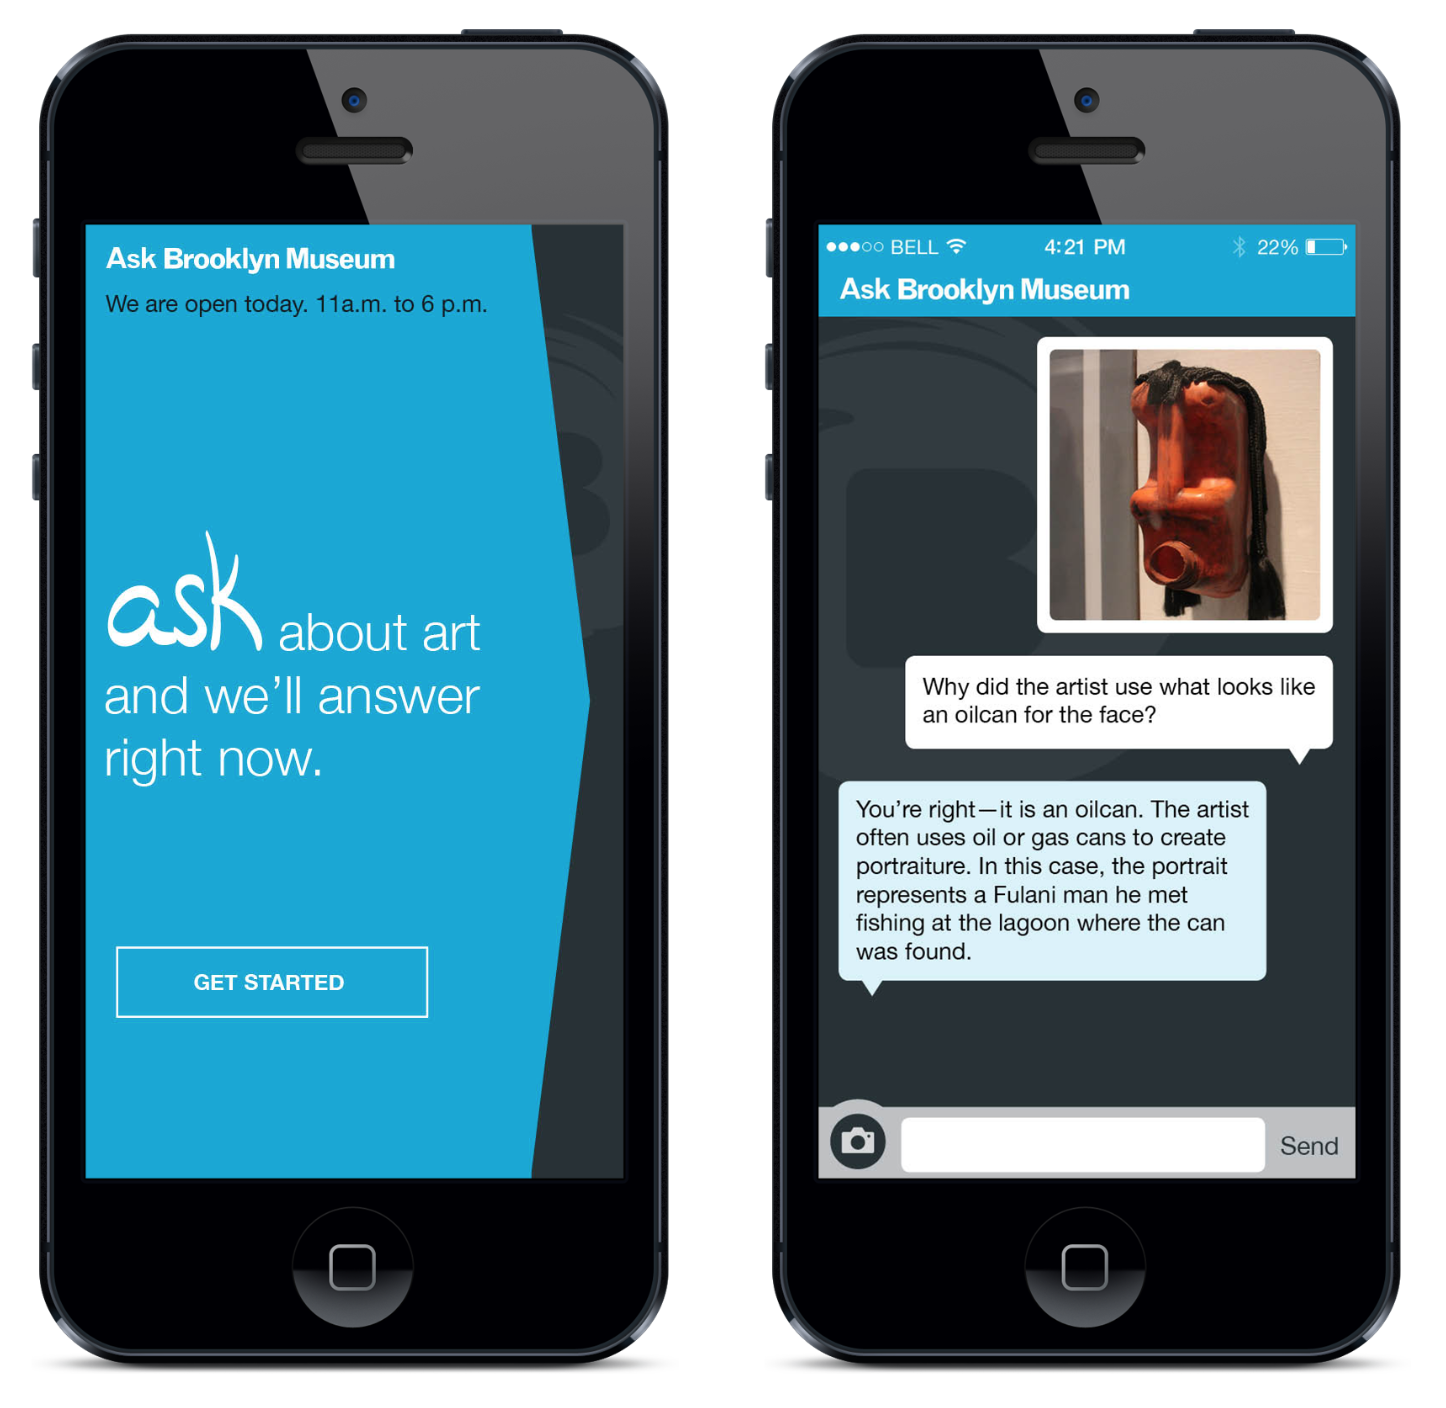 Ask Brooklyn Museum
We are open today. 11a.m. to 6 p.m.
ask about art
and we’ll answer
right now.
GET STARTED
BELL
4:21 PM
22%
Ask Brooklyn Museum
Why did the artist use what looks like
an oilcan for the face?
You’re right—it is an oilcan. The artist
often uses oil or gas cans to create
portraiture. In this case, the portrait
represents a Fulani man he met
fishing at the lagoon where the can
was found.
Send